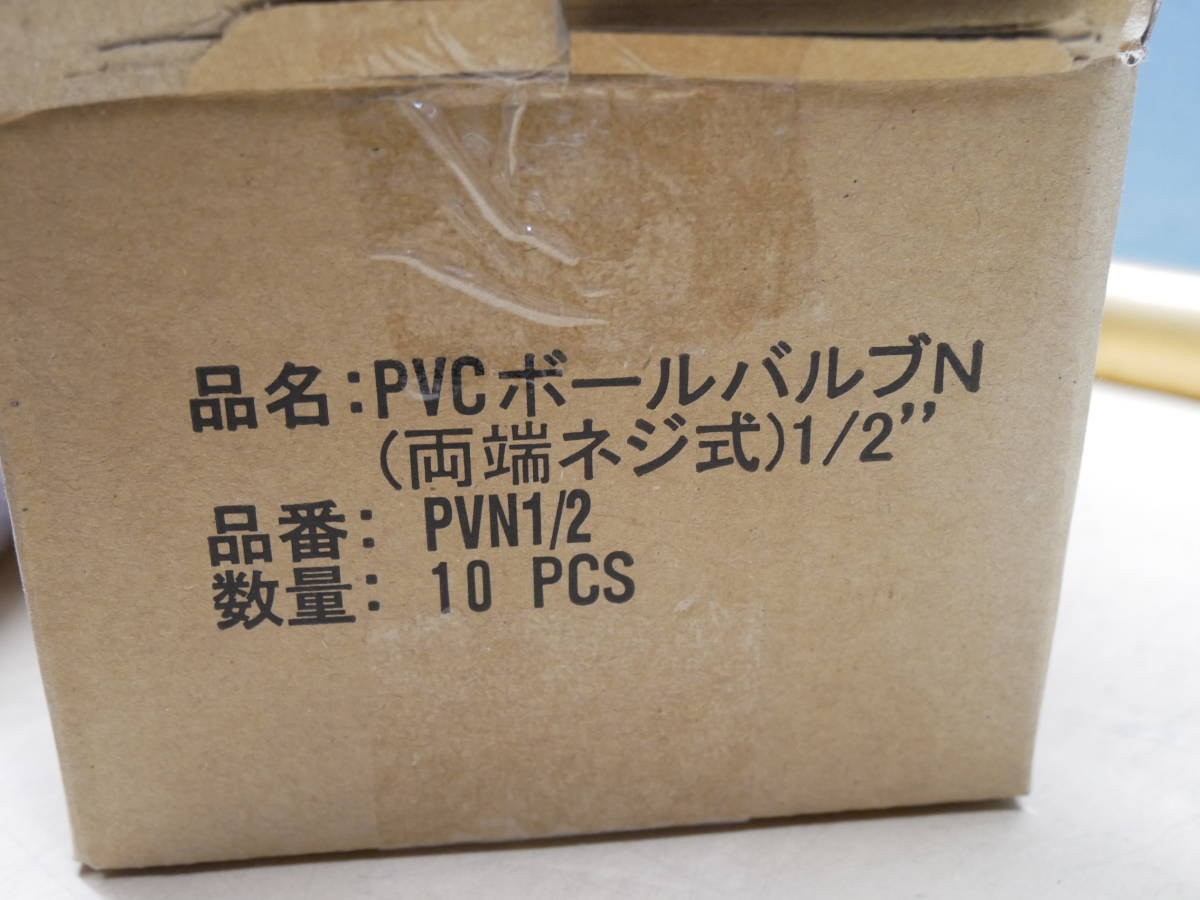 品名:PVCボールバルブN
(両端ネジ式)1/2''
品番: PVN1/2
数量: 10 PCS